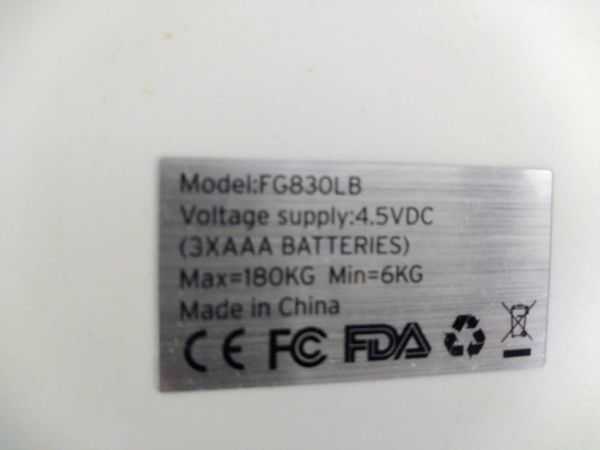 Model:FG830LB
Voltage supply:4.5VDC
(3XAAA BATTERIES)
Max=180KG Min=6KG
Made in China
CE FC FDA